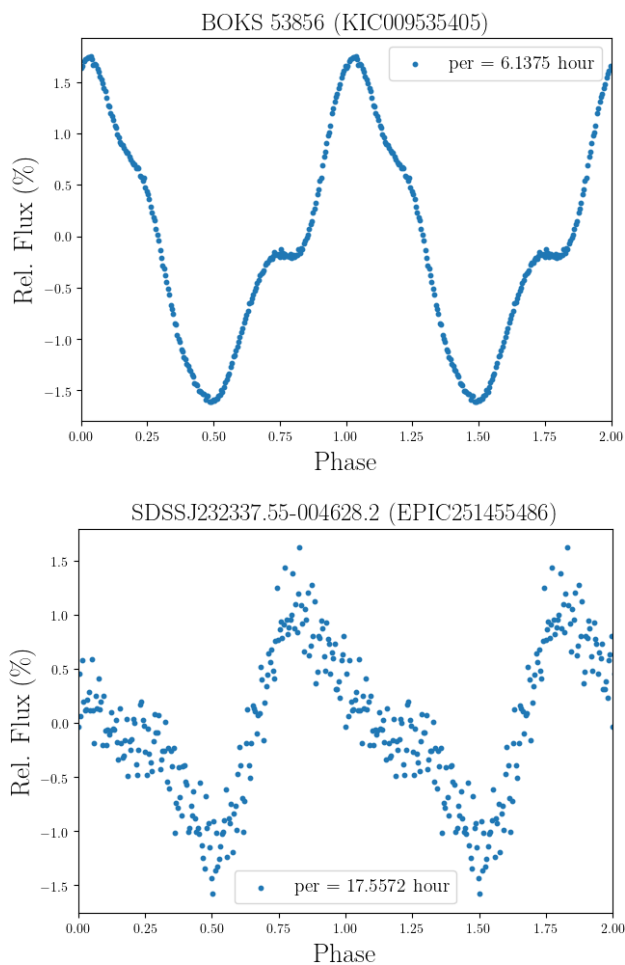 BOKS 53856 (KIC009535405)
per = 6.1375 hour
1.5
1.0
0.5
0.0
−0.5
−1.0
−1.5
Rel. Flux (%)
0.00 0.25 0.50 0.75 1.00 1.25 1.50 1.75 2.00
Phase
SDSSJ232337.55-004628.2 (EPIC251455486)
1.5
1.0
0.5
0.0
−0.5
−1.0
−1.5
Rel. Flux (%)
per = 17.5572 hour
0.00 0.25 0.50 0.75 1.00 1.25 1.50 1.75 2.00
Phase